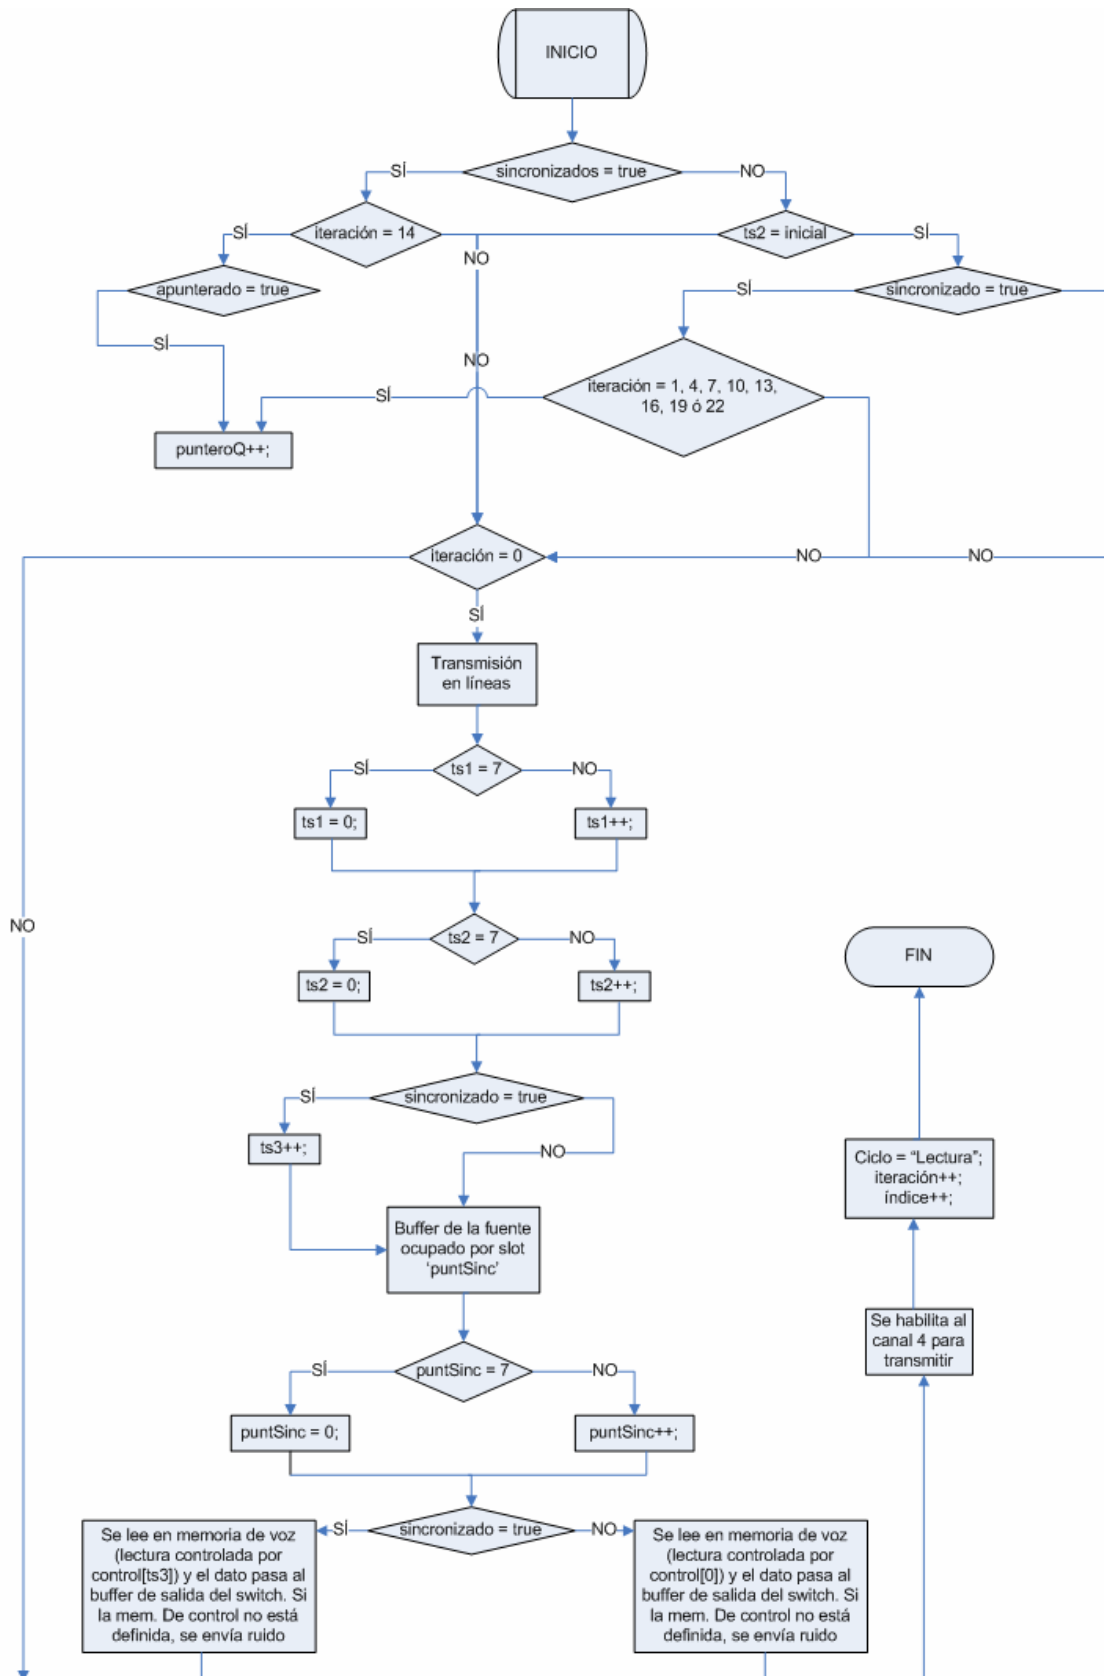 INICIO
sincronizados = true
SÍ
NO
iteración = 14
ts2 = inicial
SÍ
NO
SÍ
apunterado = true
sincronizado = true
SÍ
SÍ
NO
iteración = 1, 4, 7, 10, 13,
16, 19 ó 22
SÍ
punteroQ++;
iteración = 0
NO
NO
SÍ
Transmisión
en líneas
ts1 = 7
SÍ
NO
ts1 = 0;
ts1++;
NO
ts2 = 7
SÍ
NO
ts2 = 0;
ts2++;
FIN
sincronizado = true
SÍ
ts3++;
NO
Ciclo = “Lectura”;
iteración++;
índice++;
Buffer de la fuente
ocupado por slot
‘puntSinc’
Se habilita al
canal 4 para
transmitir
puntSinc = 7
SÍ
NO
puntSinc = 0;
puntSinc++;
sincronizado = true
SÍ
NO
Se lee en memoria de voz
(lectura controlada por
control[ts3]) y el dato pasa al
buffer de salida del switch. Si
la mem. De control no está
definida, se envía ruido
Se lee en memoria de voz
(lectura controlada por
control[0]) y el dato pasa al
buffer de salida del switch. Si
la mem. De control no está
definida, se envía ruido